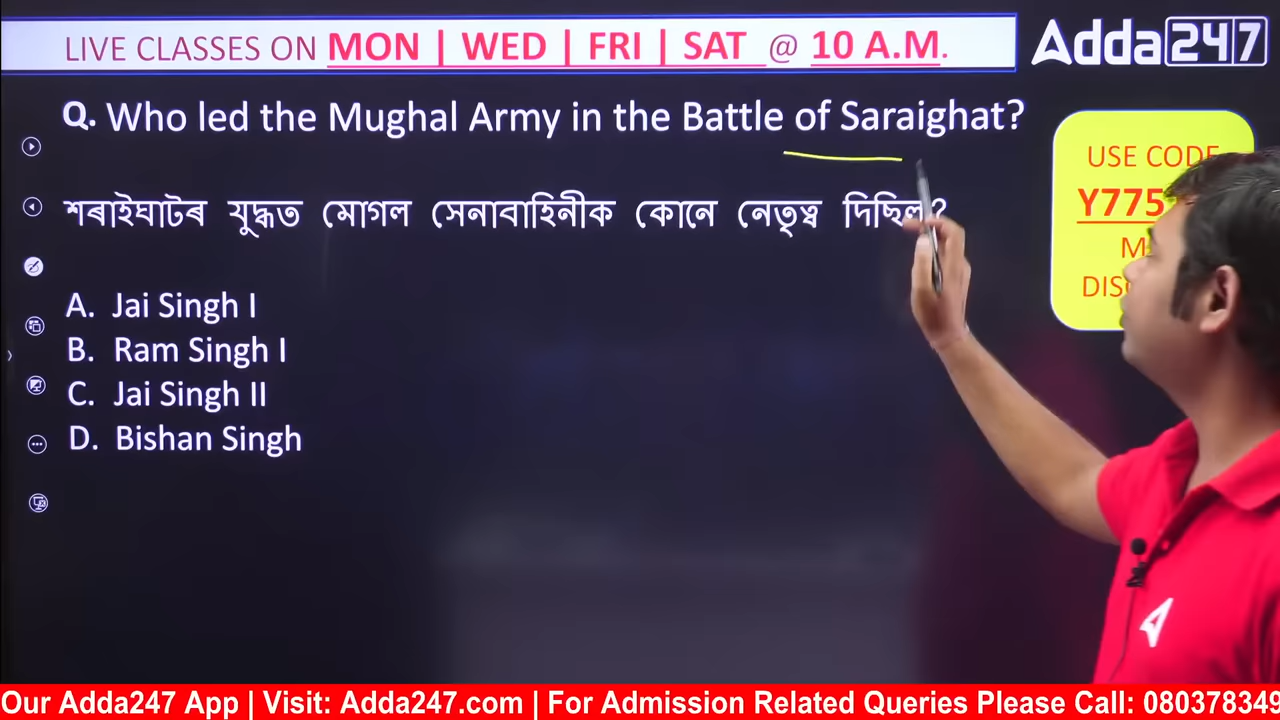 LIVE CLASSES ON MON | WED | FRI | SAT @ 10 A.M.
Adda247
Q. Who led the Mughal Army in the Battle of Saraighat?
USE CODE
Y775
শৰাইঘাটৰ যুদ্ধত মোগল সেনাবাহিনীক কোনে নেতৃত্ব দিছিল?
A. Jai Singh I
B. Ram Singh I
C. Jai Singh II
D. Bishan Singh
Our Adda247 App | Visit: Adda247.com | For Admission Related Queries Please Call: 080378349